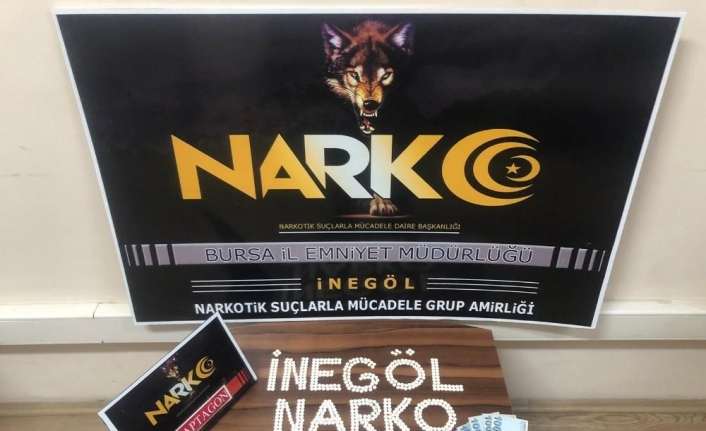 NARKO
NARKOTİK SUÇLARLA MÜCADELE DAİRE BAŞKANLIĞI
BURSA İL EMNİYET MÜDÜRLÜĞÜ
İNEGÖL
NARKOTİK SUÇLARLA MÜCADELE GRUP AMİRLİĞİ
NARKO
APTAGON
İNEGÖL
NARKO
100